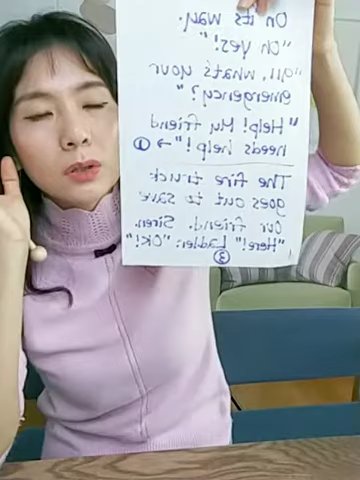 On its way.
"Oh yes!"
"911, what's your
emergency?"
"Help! My friend
needs help!" → ①
The fire truck
goes out to save
our friend. Siren.
"Here!" Ladder: "OK!"
③